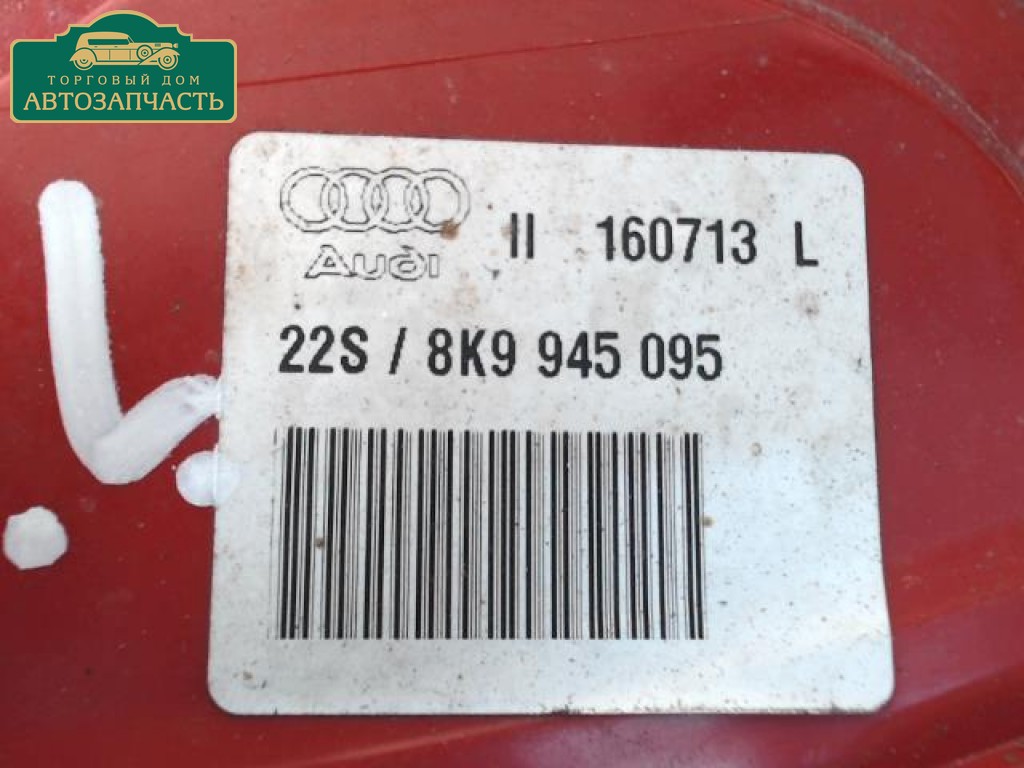 ТОРГОВЫЙ ДОМ
АВТОЗАПЧАСТЬ
Audi II 160713 L
22S / 8K9 945 095